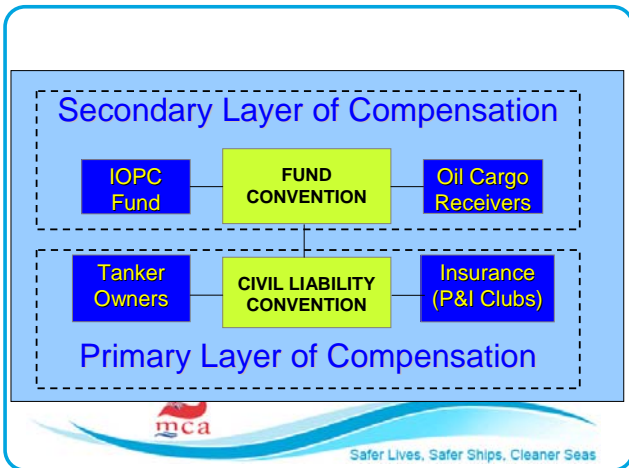 Secondary Layer of Compensation
IOPC
Fund
FUND
CONVENTION
Oil Cargo
Receivers
Tanker
Owners
CIVIL LIABILITY
CONVENTION
Insurance
(P&I Clubs)
Primary Layer of Compensation
mca
Safer Lives, Safer Ships, Cleaner Seas